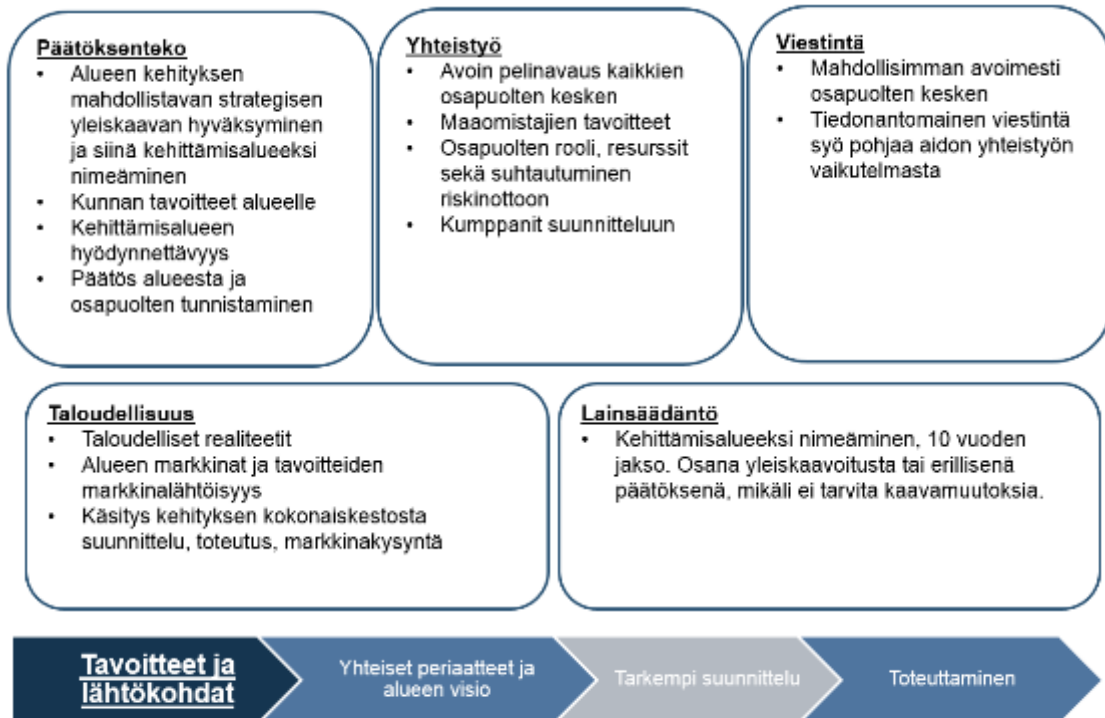 Päätöksenteko
• Alueen kehityksen
mahdollistavan strategisen
yleiskaavan hyväksyminen
ja siinä kehittämisalueeksi
nimeäminen
• Kunnan tavoitteet alueelle
• Kehittämisalueen
hyödynnettävyys
• Päätös alueesta ja
osapuolten tunnistaminen
Yhteistyö
• Avoin pelinavaus kaikkien
osapuolten kesken
• Maaomistajien tavoitteet
• Osapuolten rooli, resurssit
sekä suhtautuminen
riskinottoon
• Kumppanit suunnitteluun
Viestintä
• Mahdollisimman avoimesti
osapuolten kesken
• Tiedonantomainen viestintä
syö pohjaa aidon yhteistyön
vaikutelmasta
Taloudellisuus
• Taloudelliset realiteetit
• Alueen markkinat ja tavoitteiden
markkinalähtöisyys
• Käsitys kehityksen kokonaiskestosta
suunnittelu, toteutus, markkinakysyntä
Lainsäädäntö
• Kehittämisalueeksi nimeäminen, 10 vuoden
jakso. Osana yleiskaavoitusta tai erillisenä
päätöksenä, mikäli ei tarvita kaavamuutoksia.
Tavoitteet ja
lähtökohdat
Yhteiset periaatteet ja
alueen visio
Tarkempi suunnittelu
Toteuttaminen